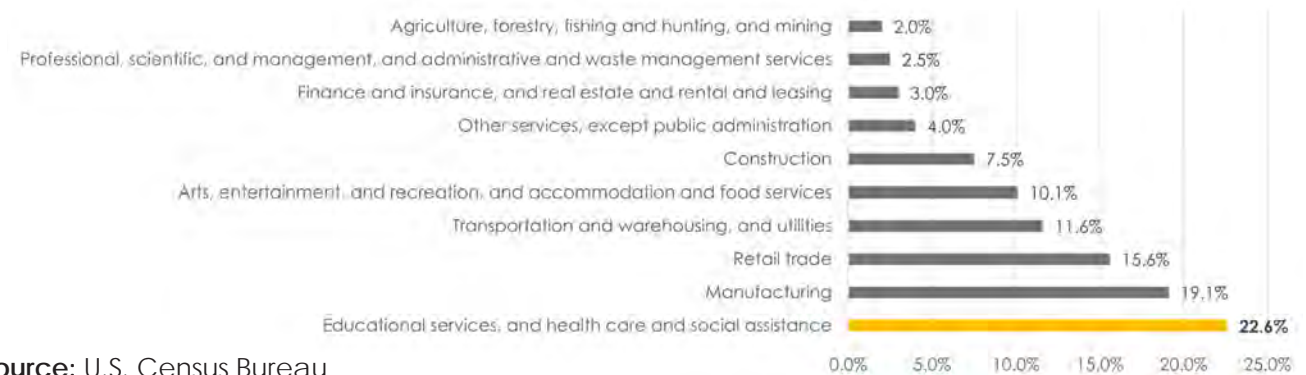 Agriculture, forestry, fishing and hunting, and mining 2.0%
Professional, scientific, and management, and administrative and waste management services 2.5%
Finance and insurance, and real estate and rental and leasing 3.0%
Other services, except public administration 4.0%
Construction 7.5%
Arts, entertainment, and recreation, and accommodation and food services 10.1%
Transportation and warehousing, and utilities 11.6%
Retail trade 15.6%
Manufacturing 19.1%
Educational services, and health care and social assistance 22.6%
0.0% 5.0% 10.0% 15.0% 20.0% 25.0%
ource: U.S. Census Bureau